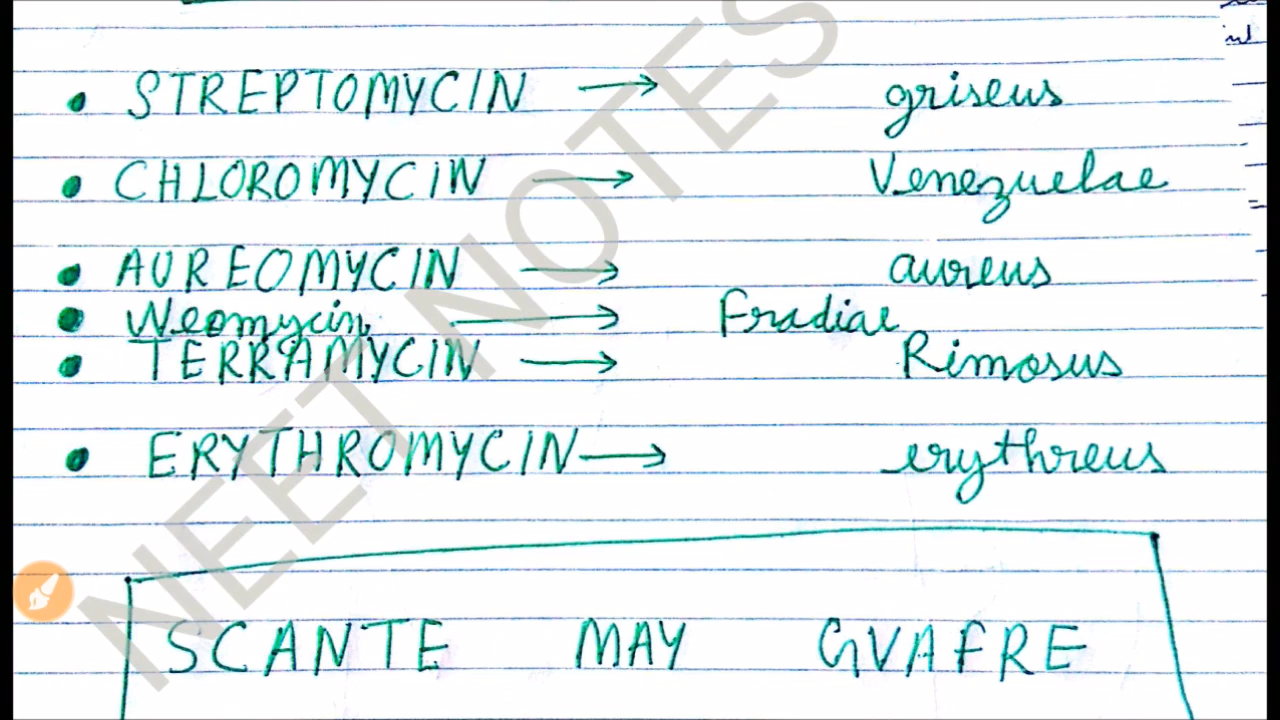 • STREPTOMYCIN → griseus
• CHLOROMYCIN → Venezuelae
• AUREOMYCIN → aureus
• Neomycin → Fradiae
• TERRAMYCIN → Rimosus
• ERYTHROMYCIN → erythreus
SCANTE MAY GVAFRE
NEET NOTES